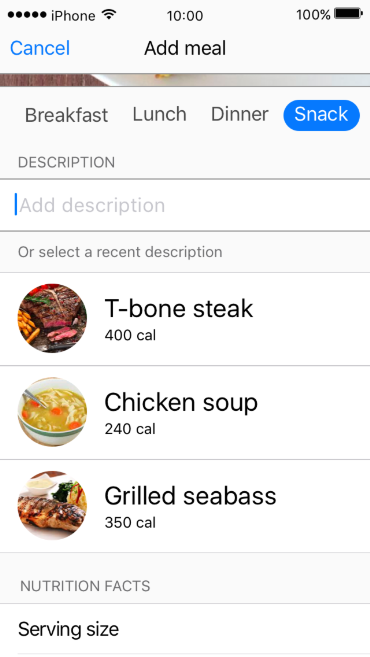 iPhone 10:00 100%
Cancel Add meal
Breakfast Lunch Dinner Snack
DESCRIPTION
Add description
Or select a recent description
T-bone steak
400 cal
Chicken soup
240 cal
Grilled seabass
350 cal
NUTRITION FACTS
Serving size